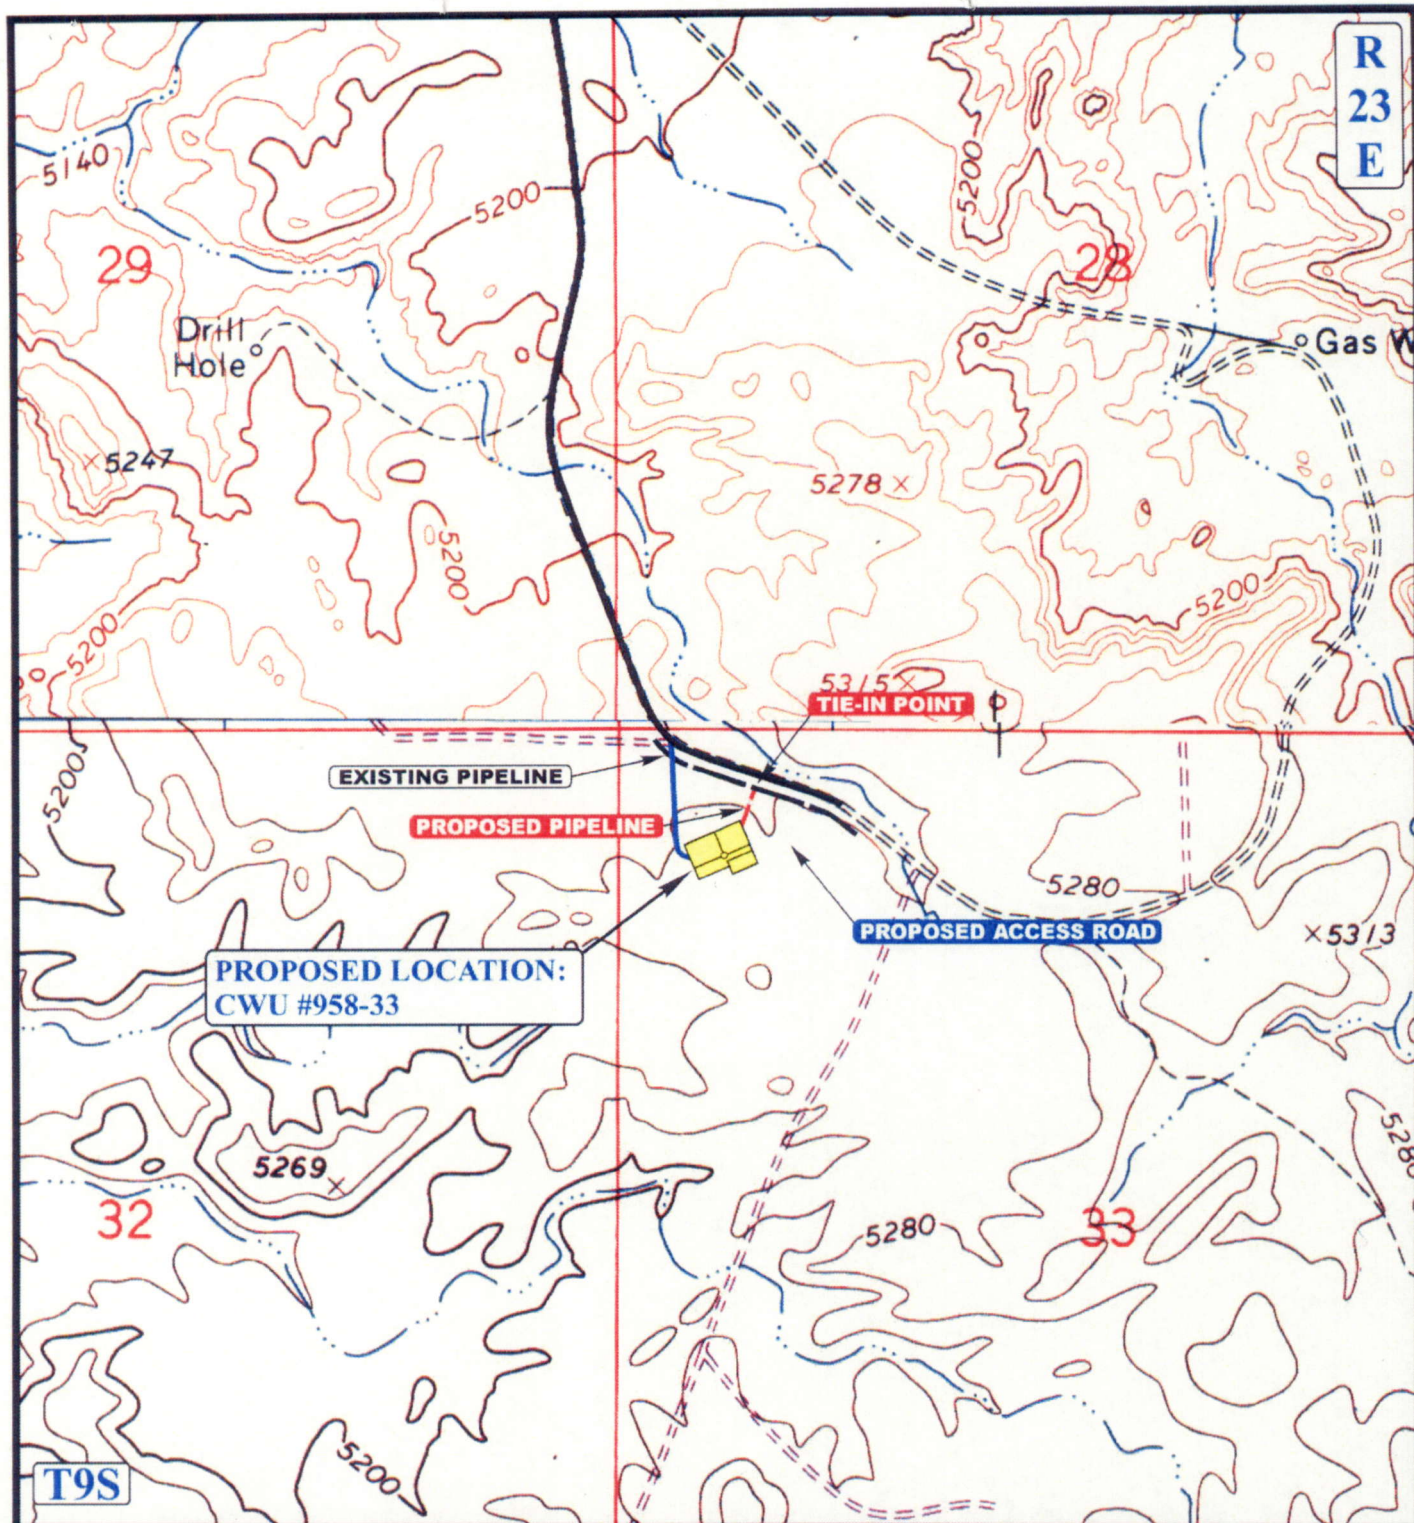 R
23
E
5140
5200
5200
29
28
Drill
Hole
Gas W
5247
5278
5200
5200
5200
5315
TIE-IN POINT
EXISTING PIPELINE
5200
PROPOSED PIPELINE
5280
PROPOSED ACCESS ROAD
5313
PROPOSED LOCATION:
CWU #958-33
5280
5269
32
5280
33
5200
T9S